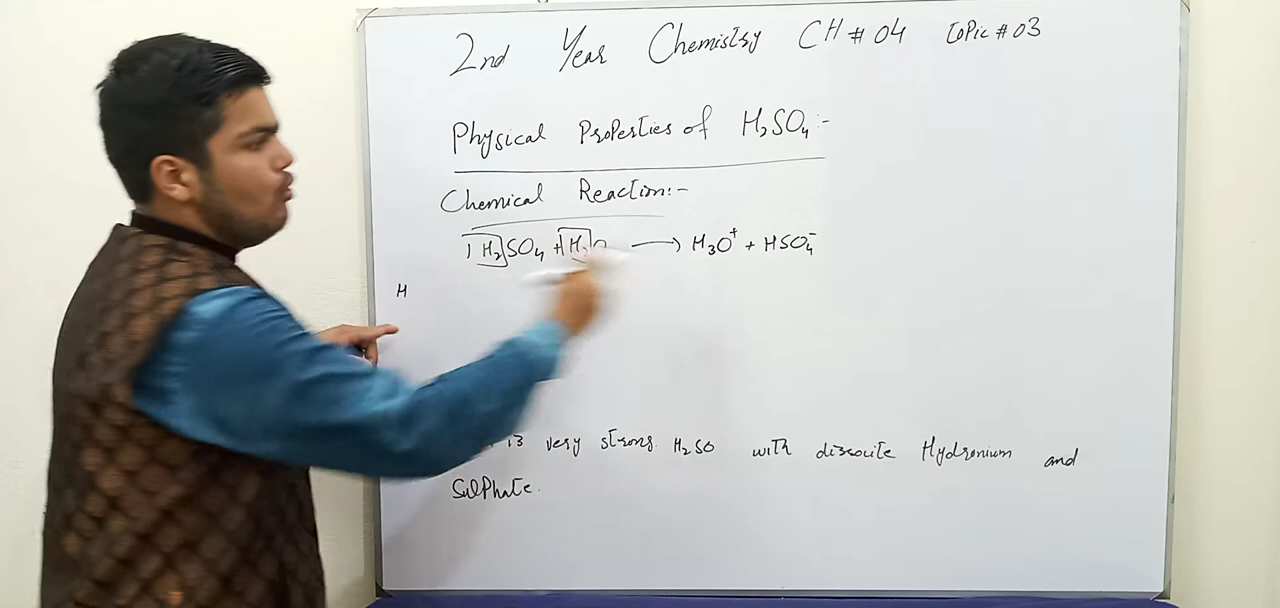 2nd Year Chemistry CH # 04 Topic # 03
Physical Properties of H₂SO₄:-
Chemical Reaction:-
1) H₂SO₄ + H₂O → H₃O⁺ + HSO₄⁻
H
is very strong H₂SO with dissocite Hydronium and
Sulphate.